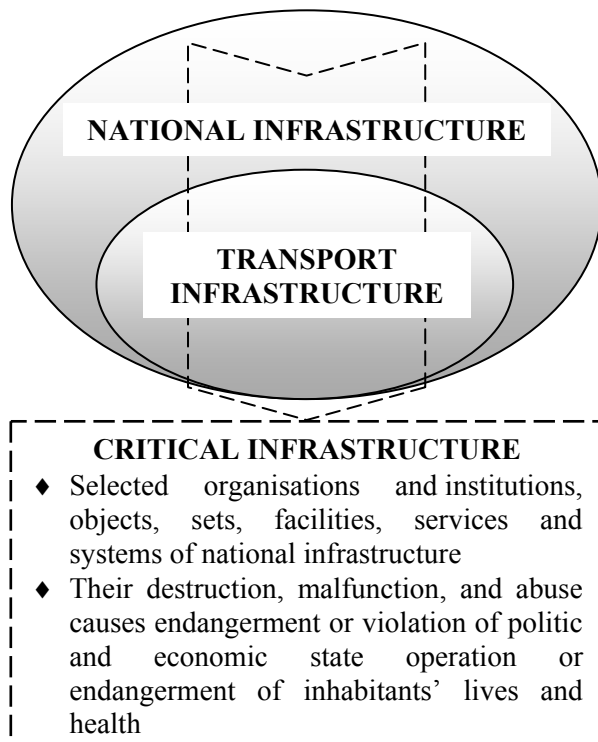 NATIONAL INFRASTRUCTURE
TRANSPORT
INFRASTRUCTURE
CRITICAL INFRASTRUCTURE
♦ Selected organisations and institutions,
objects, sets, facilities, services and
systems of national infrastructure
♦ Their destruction, malfunction, and abuse
causes endangerment or violation of politic
and economic state operation or
endangerment of inhabitants’ lives and
health